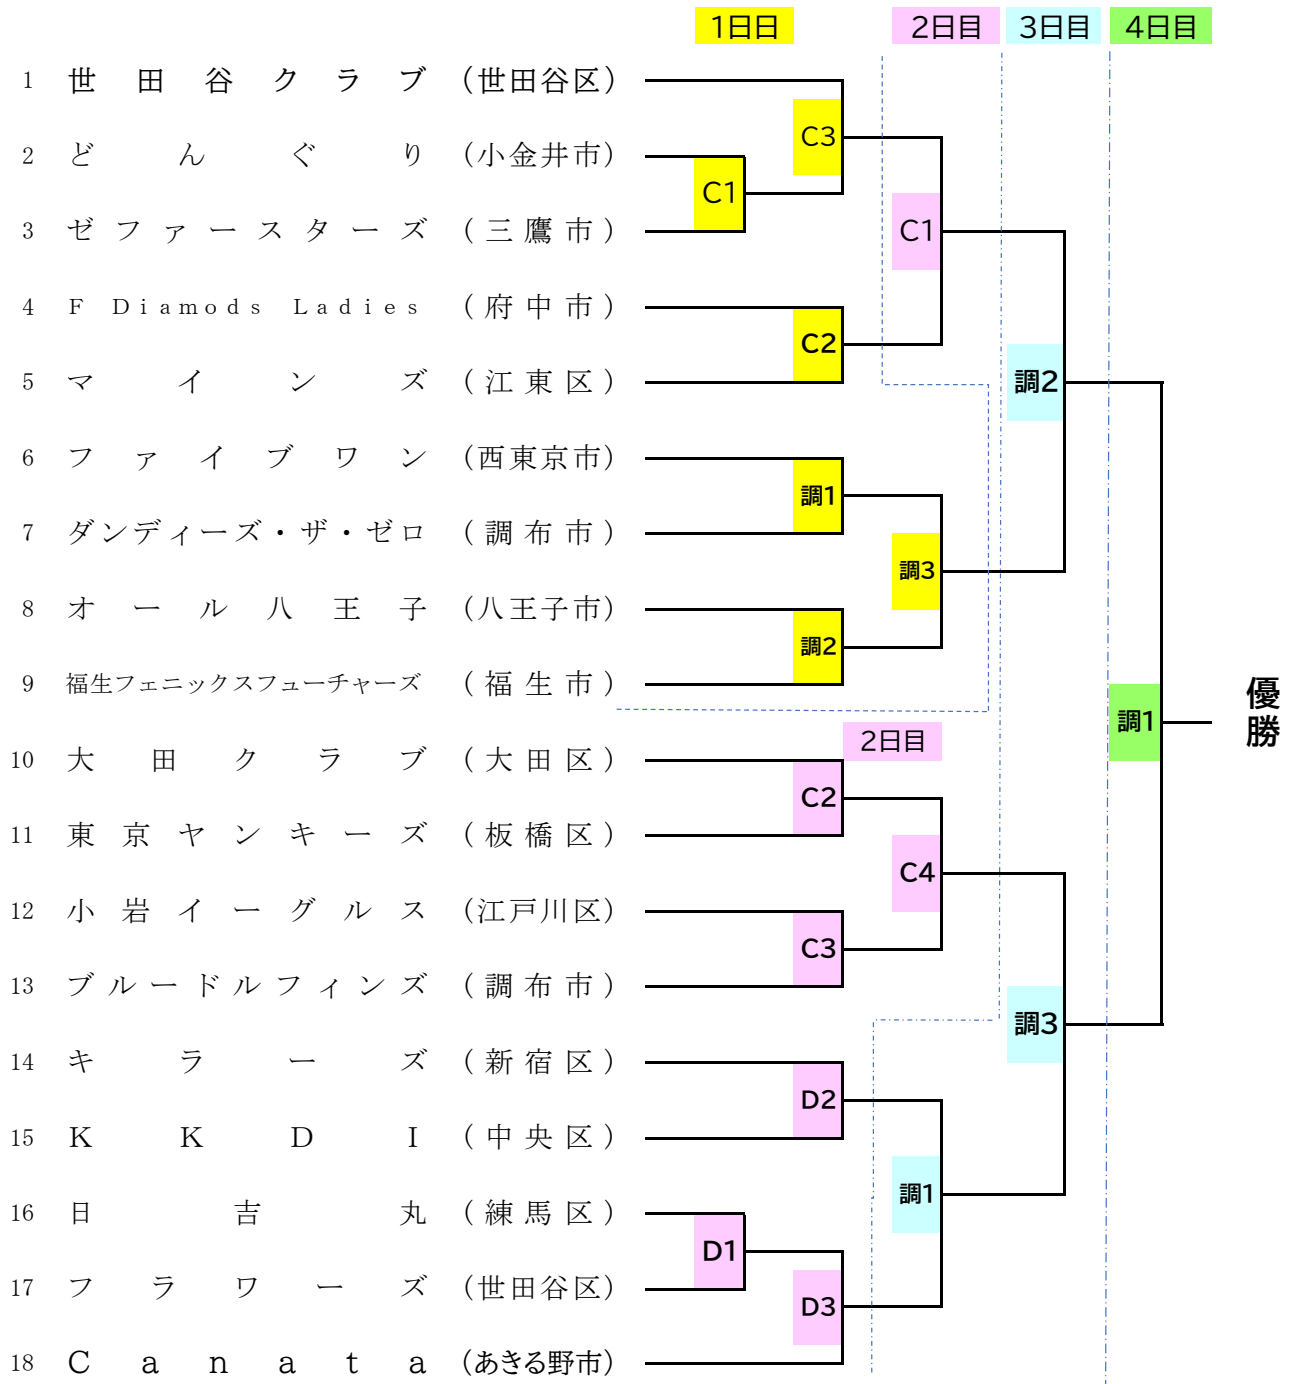 1日日 2日目 3日目 4日目
1 世田谷クラブ (世田谷区)
C3
2 どんぐり (小金井市)
C1
3 ゼファースターズ (三鷹市)
C1
4 F Diamods Ladies (府中市)
C2
5 マインズ (江東区)
調2
6 ファイブワン (西東京市)
調1
7 ダンディーズ・ザ・ゼロ (調布市)
調3
8 オール八王子 (八王子市)
調2
9 福生フェニックスフューチャーズ (福生市)
調1
優勝
2日目
10 大田クラブ (大田区)
C2
11 東京ヤンキーズ (板橋区)
C4
12 小岩イーグルス (江戸川区)
C3
13 ブルードルフィンズ (調布市)
調3
14 キラーズ (新宿区)
D2
15 KKDI (中央区)
調1
16 日吉丸 (練馬区)
D1
17 フラワーズ (世田谷区)
D3
18 Canata (あきる野市)